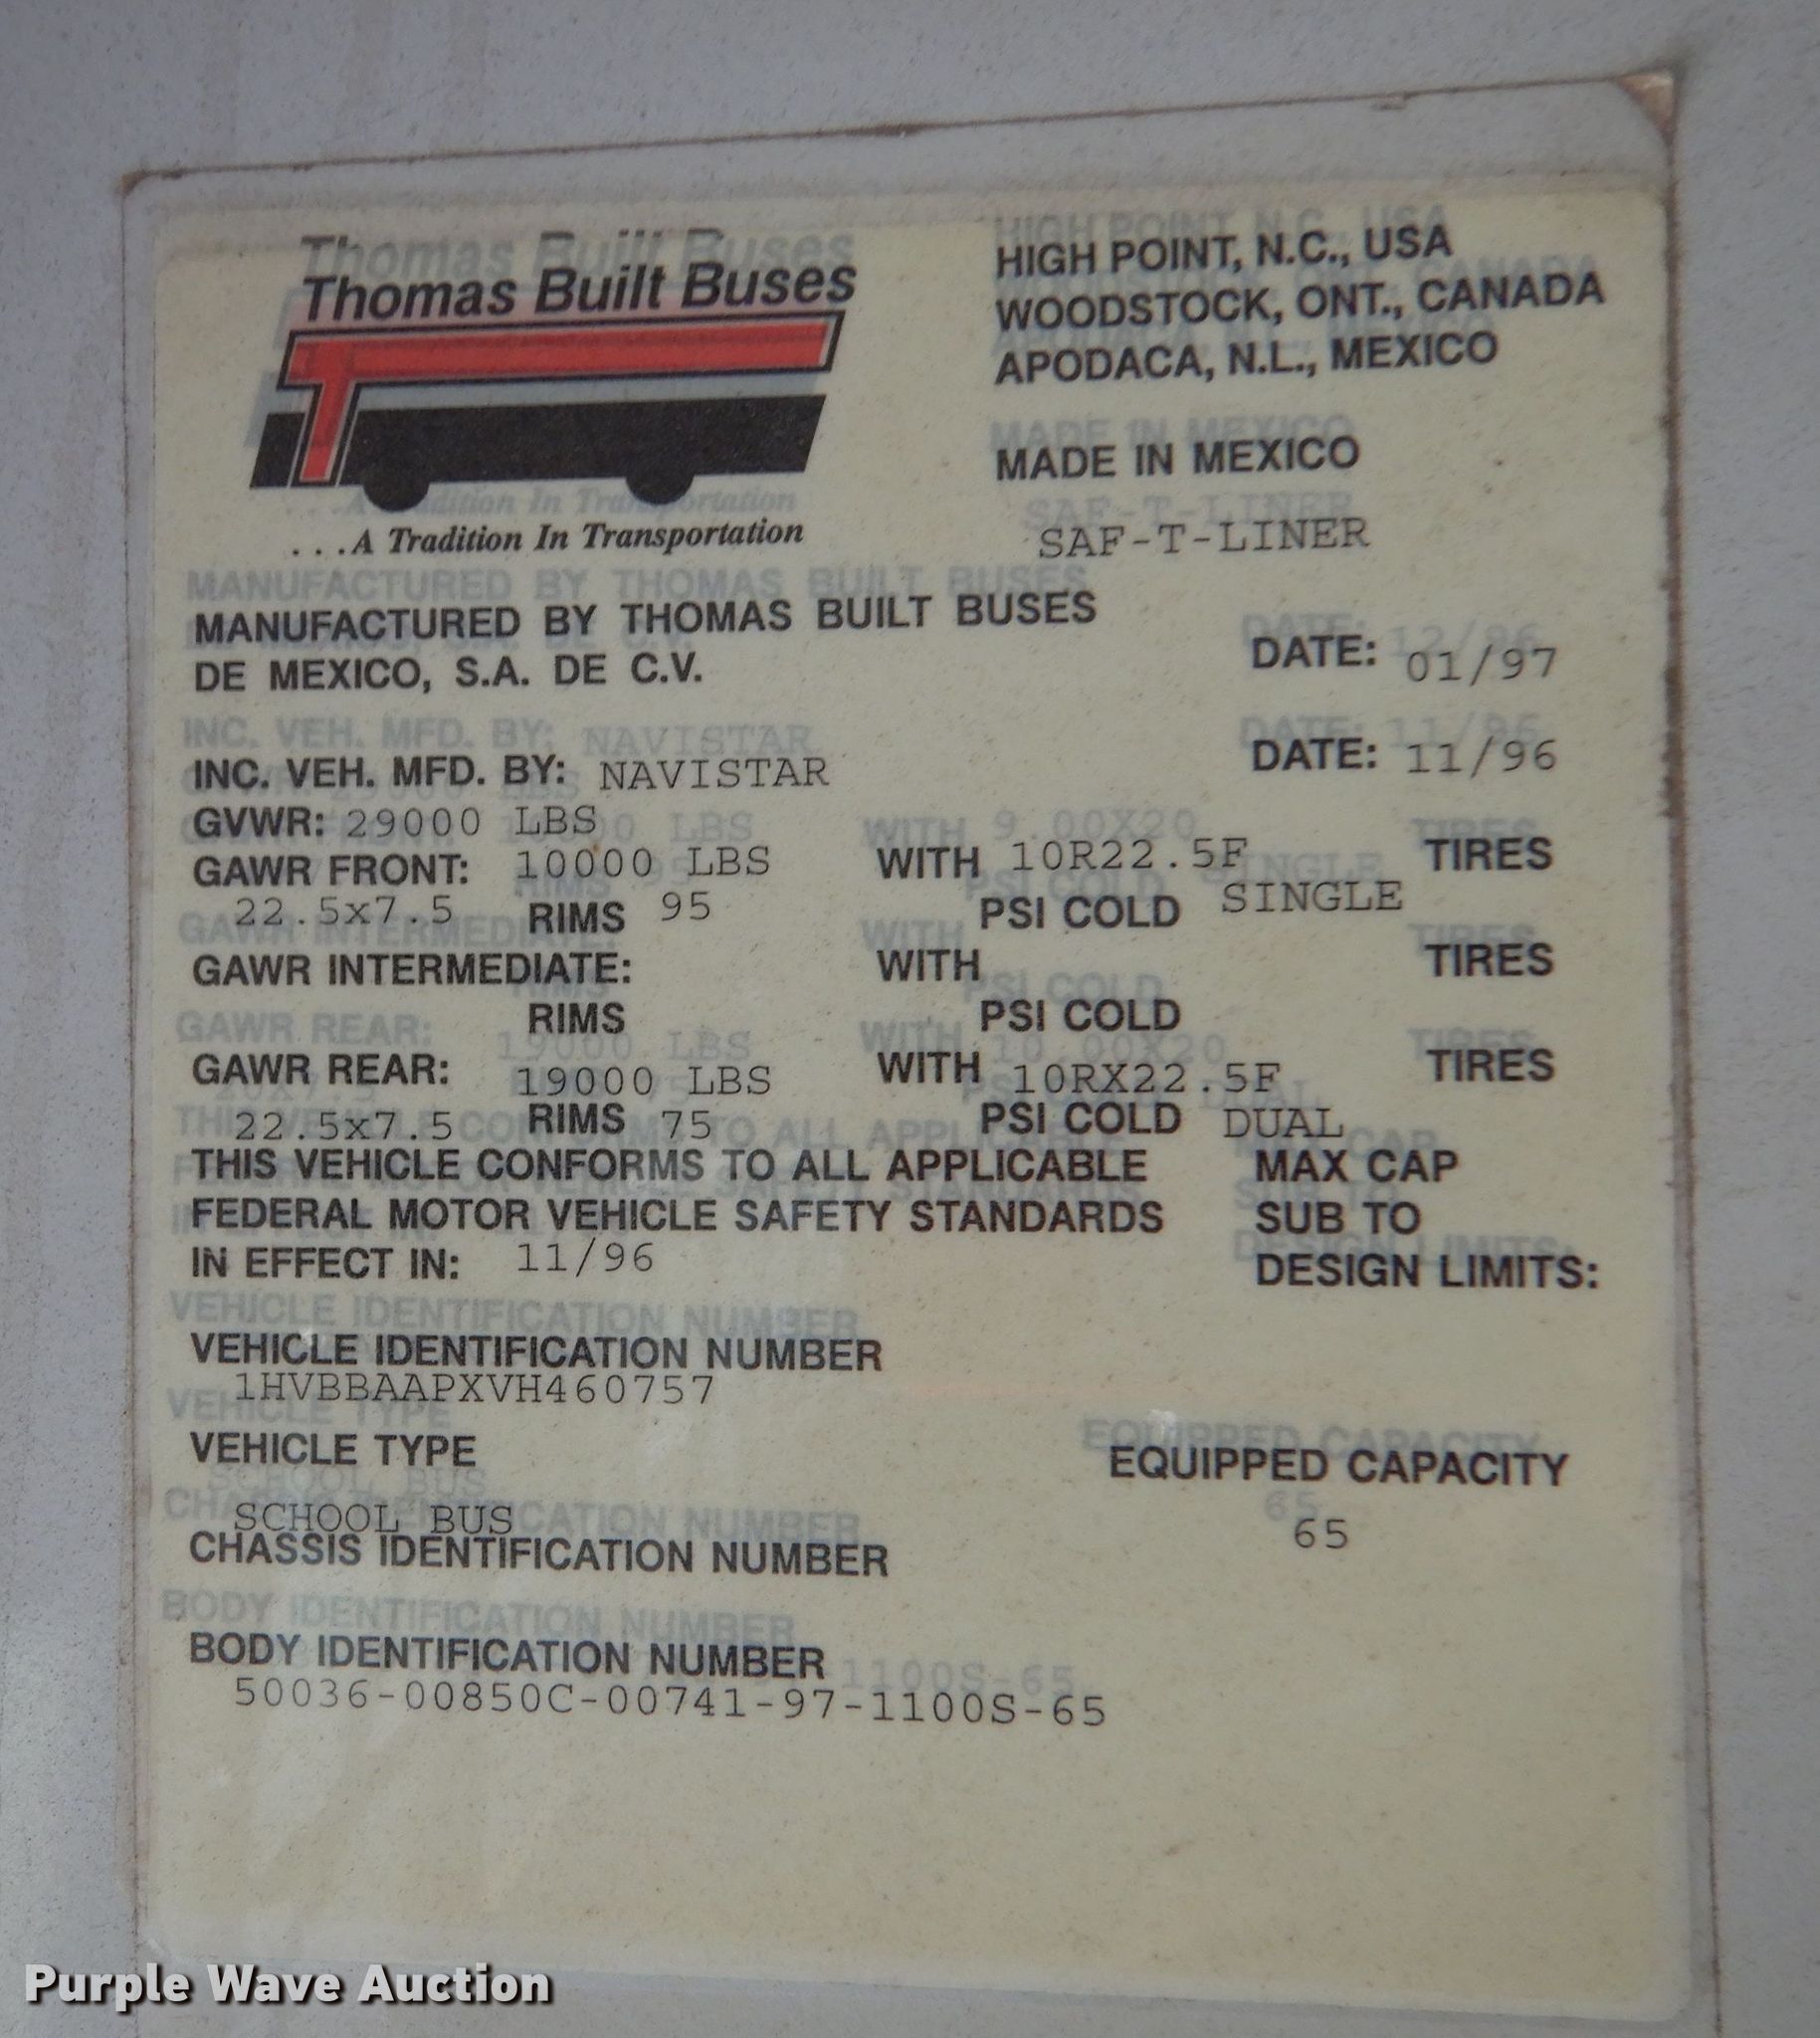 Thomas Built Buses
...A Tradition In Transportation
HIGH POINT, N.C., USA
WOODSTOCK, ONT., CANADA
APODACA, N.L., MEXICO
MADE IN MEXICO
SAF-T-LINER
MANUFACTURED BY THOMAS BUILT BUSES
DE MEXICO, S.A. DE C.V.
DATE: 01/97
INC. VEH. MFD. BY: NAVISTAR DATE: 11/96
GVWR: 29000 LBS
GAWR FRONT: 10000 LBS WITH 10R22.5F TIRES
22.5x7.5 RIMS 95 PSI COLD SINGLE
GAWR INTERMEDIATE: WITH TIRES
RIMS PSI COLD
GAWR REAR: 19000 LBS WITH 10RX22.5F TIRES
22.5x7.5 RIMS 75 PSI COLD DUAL
THIS VEHICLE CONFORMS TO ALL APPLICABLE
FEDERAL MOTOR VEHICLE SAFETY STANDARDS
IN EFFECT IN: 11/96
MAX CAP
SUB TO
DESIGN LIMITS:
VEHICLE IDENTIFICATION NUMBER
1HVBBAAPXVH460757
VEHICLE TYPE
SCHOOL BUS
EQUIPPED CAPACITY
65
CHASSIS IDENTIFICATION NUMBER
BODY IDENTIFICATION NUMBER
50036-00850C-00741-97-1100S-65
Purple Wave Auction